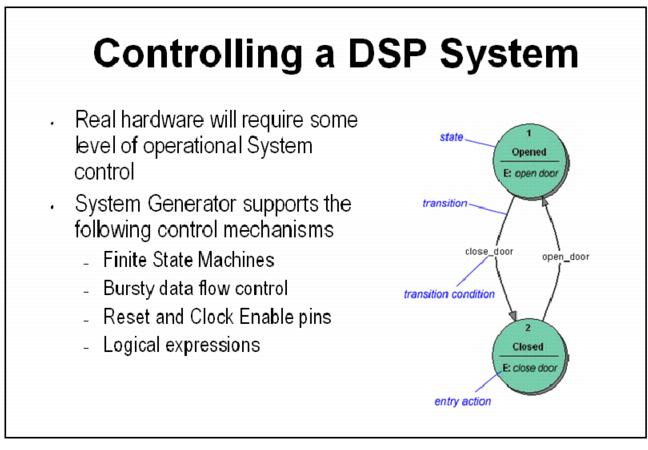 Controlling a DSP System
· Real hardware will require some
level of operational System
control
· System Generator supports the
following control mechanisms
– Finite State Machines
– Bursty data flow control
– Reset and Clock Enable pins
– Logical expressions
state
1
Opened
E: open door
transition
close_door
open_door
transition condition
2
Closed
E: close door
entry action